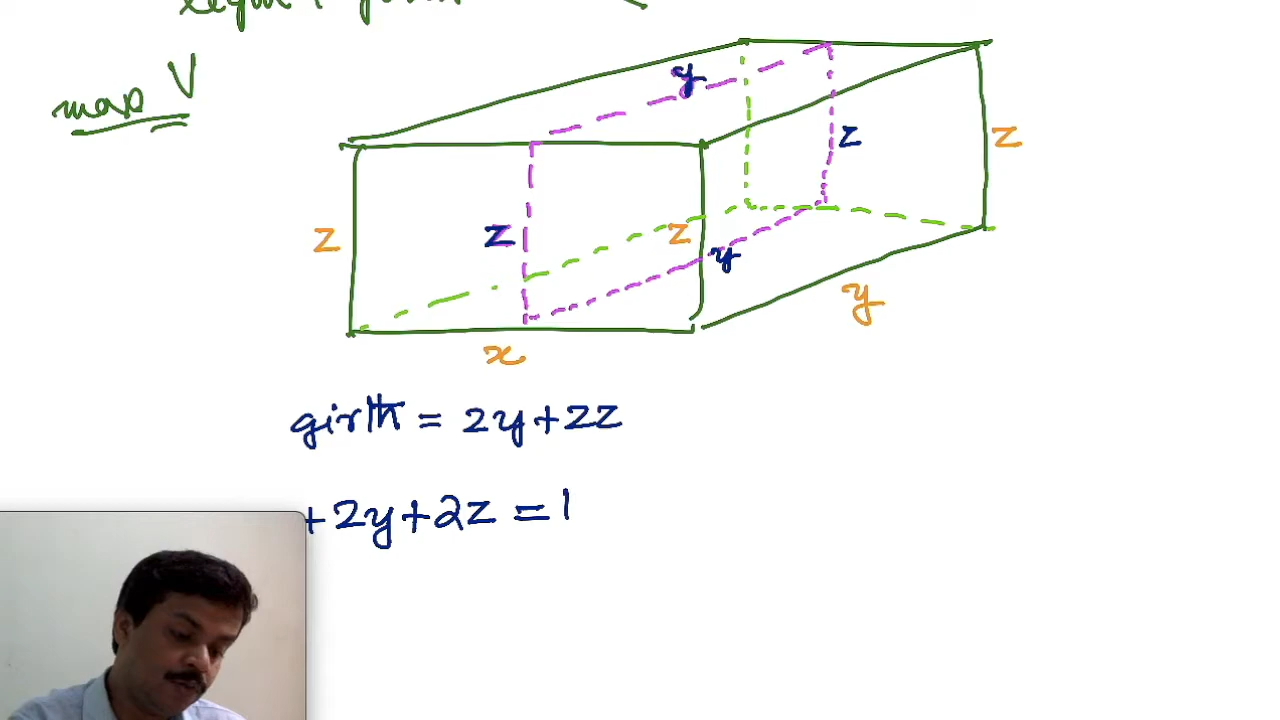 max V
y
z
z
z
z
z
y
y
x
girth = 2y+2z
+2y+2z = 1